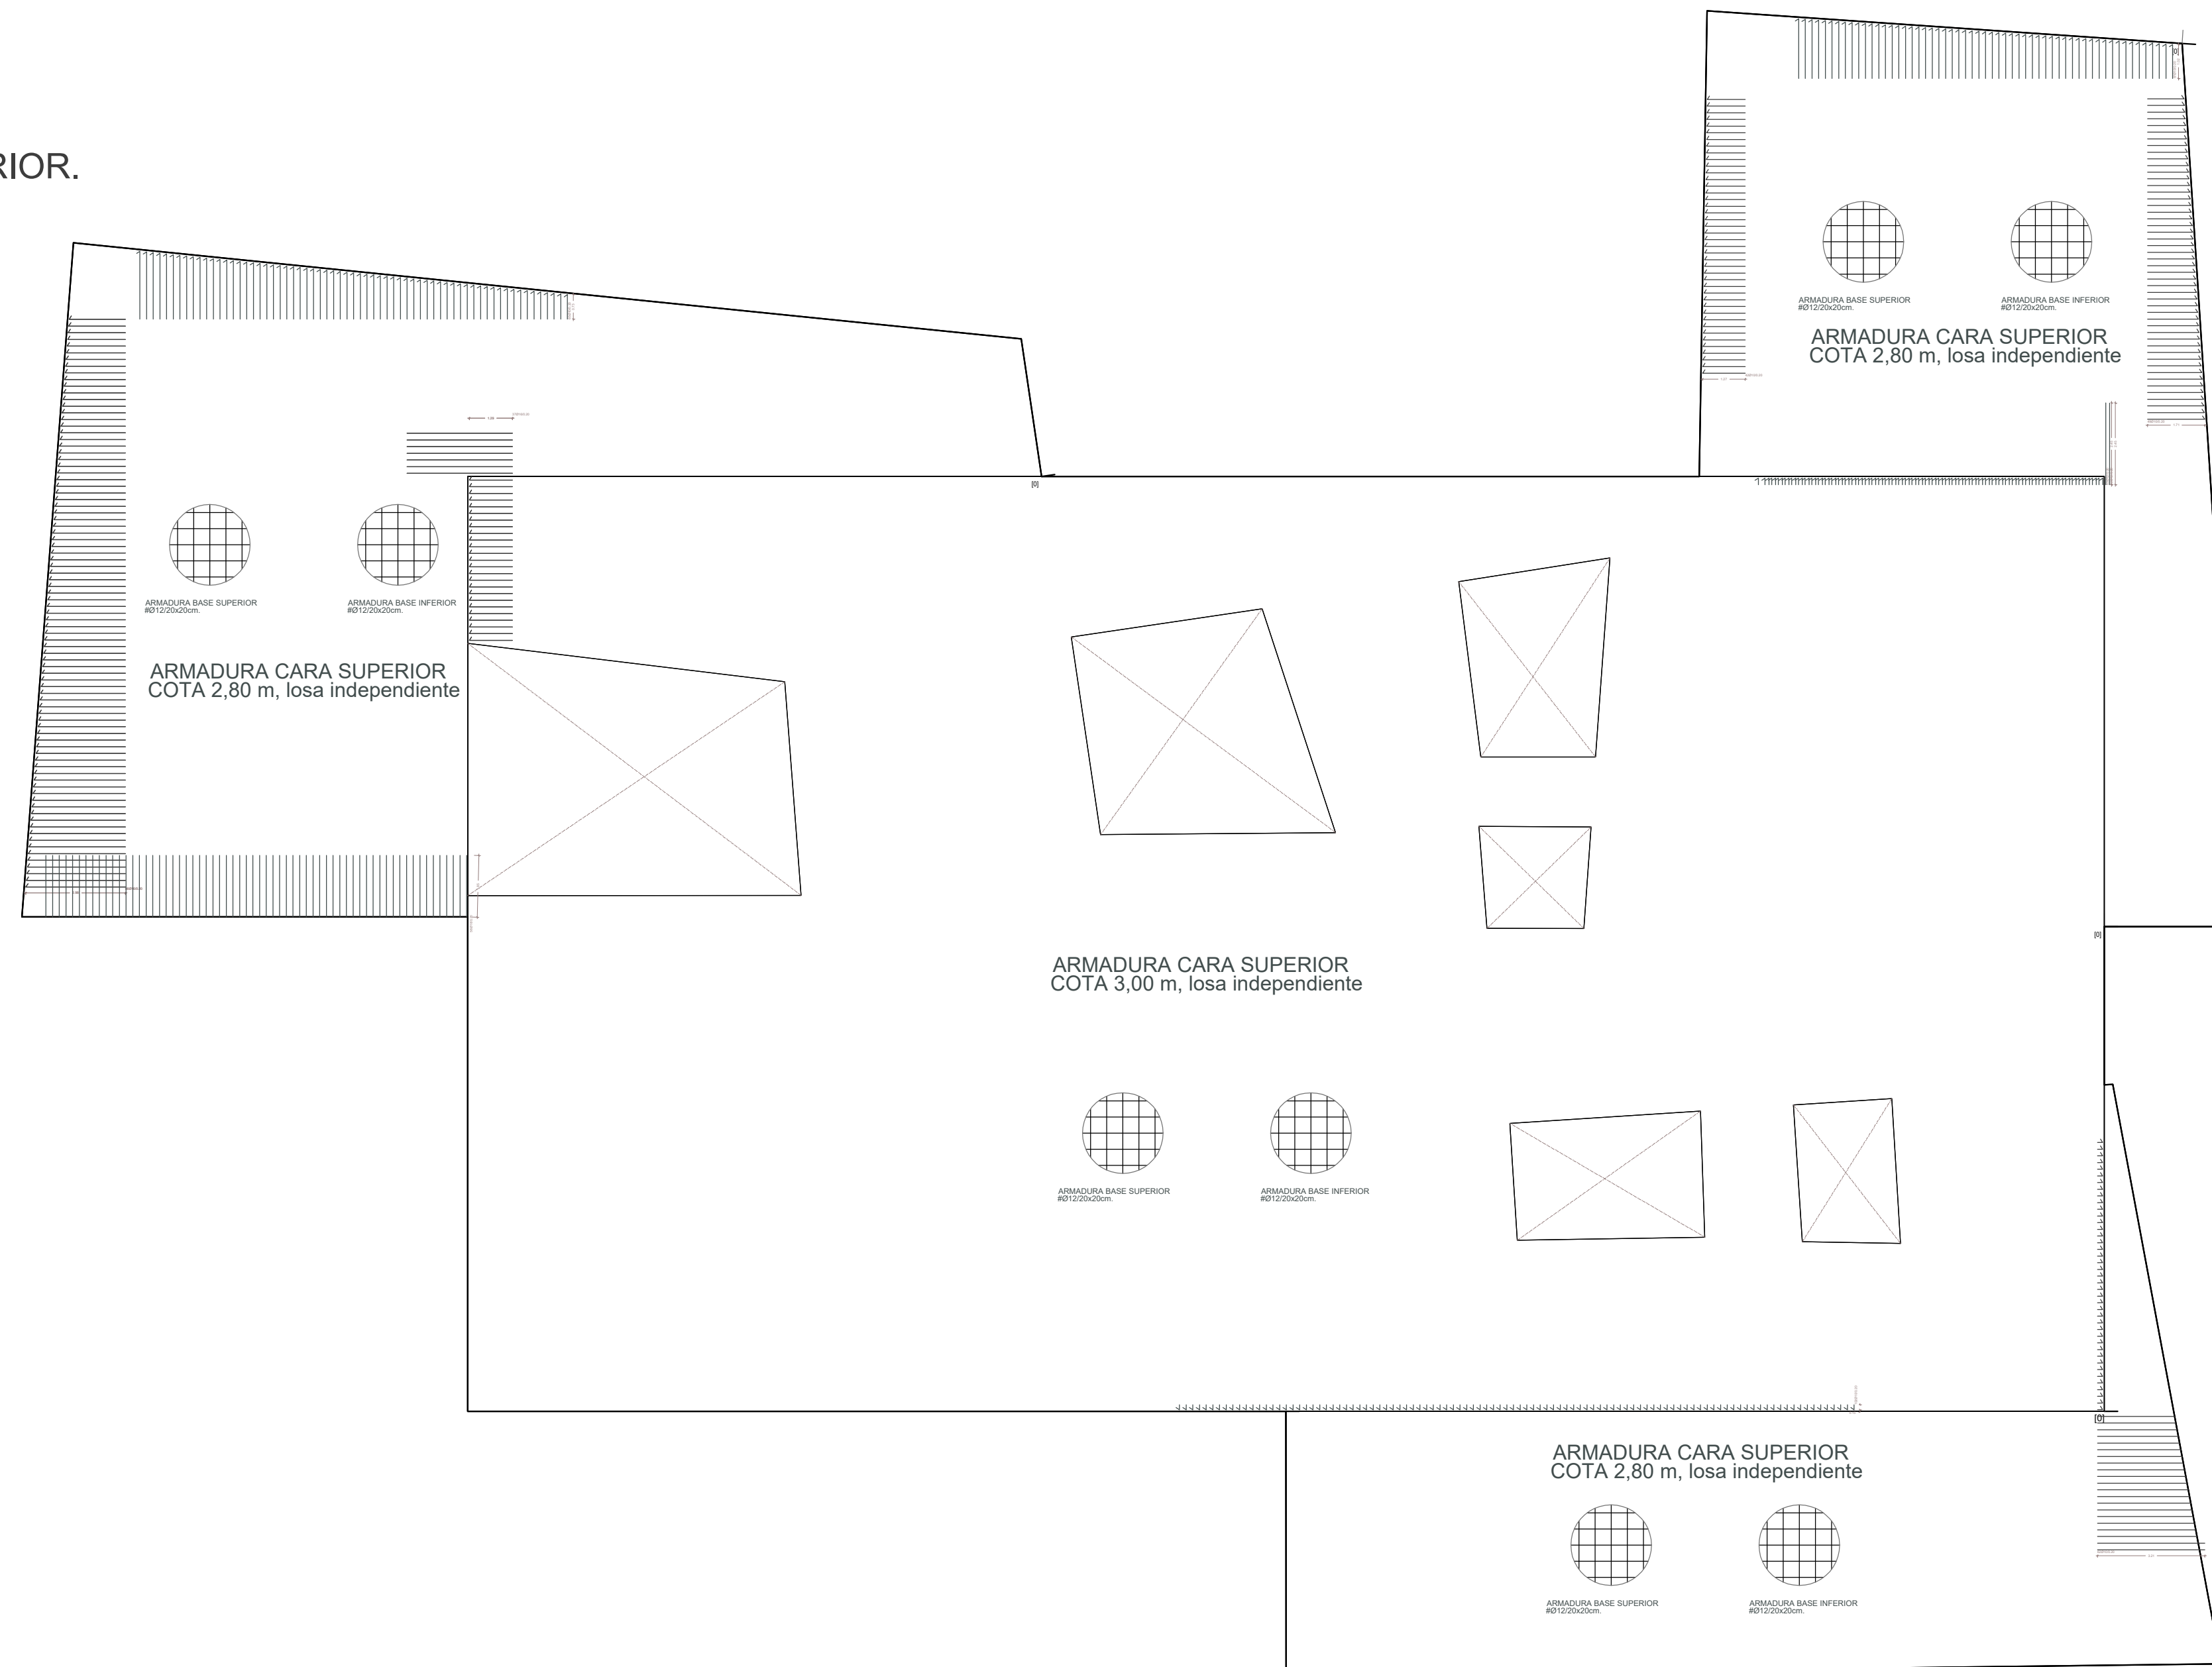 RIOR.
[0]
ARMADURA BASE SUPERIOR
#Ø12/20x20cm.
ARMADURA BASE INFERIOR
#Ø12/20x20cm.
ARMADURA CARA SUPERIOR
COTA 2,80 m, losa independiente
ARMADURA BASE SUPERIOR
#Ø12/20x20cm.
ARMADURA BASE INFERIOR
#Ø12/20x20cm.
ARMADURA CARA SUPERIOR
COTA 2,80 m, losa independiente
[0]
ARMADURA CARA SUPERIOR
COTA 3,00 m, losa independiente
ARMADURA BASE SUPERIOR
#Ø12/20x20cm.
ARMADURA BASE INFERIOR
#Ø12/20x20cm.
[0]
ARMADURA CARA SUPERIOR
COTA 2,80 m, losa independiente
ARMADURA BASE SUPERIOR
#Ø12/20x20cm.
ARMADURA BASE INFERIOR
#Ø12/20x20cm.